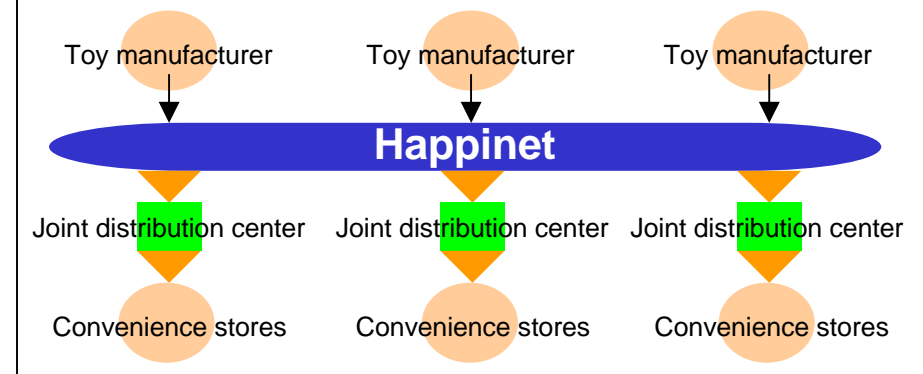 Toy manufacturer Toy manufacturer Toy manufacturer
Happinet
Joint distribution center Joint distribution center Joint distribution center
Convenience stores Convenience stores Convenience stores